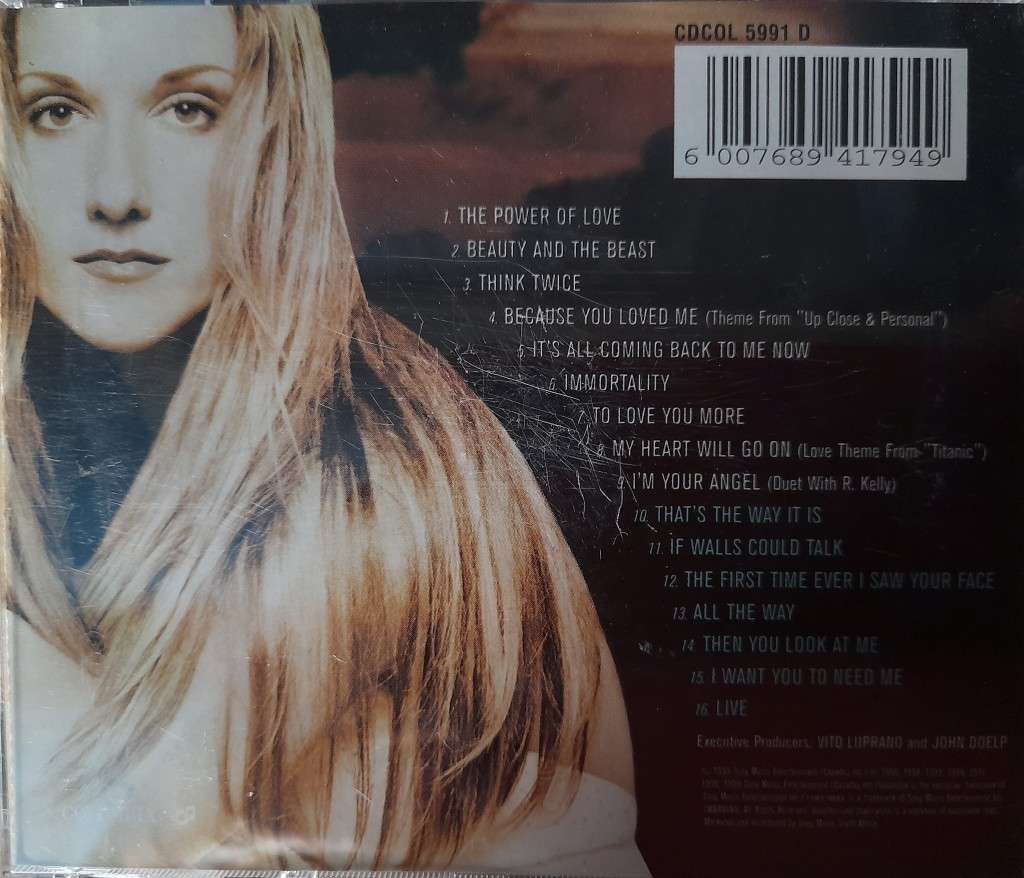 CDCOL 5991 D
6 007689 417949
1. THE POWER OF LOVE
2. BEAUTY AND THE BEAST
3. THINK TWICE
4. BECAUSE YOU LOVED ME (Theme From "Up Close & Personal")
5. IT'S ALL COMING BACK TO ME NOW
6. IMMORTALITY
7. TO LOVE YOU MORE
8. MY HEART WILL GO ON (Love Theme From "Titanic")
9. I'M YOUR ANGEL (Duet With R. Kelly)
10. THAT'S THE WAY IT IS
11. IF WALLS COULD TALK
12. THE FIRST TIME EVER I SAW YOUR FACE
13. ALL THE WAY
14. THEN YOU LOOK AT ME
15. I WANT YOU TO NEED ME
16. LIVE
Executive Producers: VITO LUPRANO and JOHN DOELP